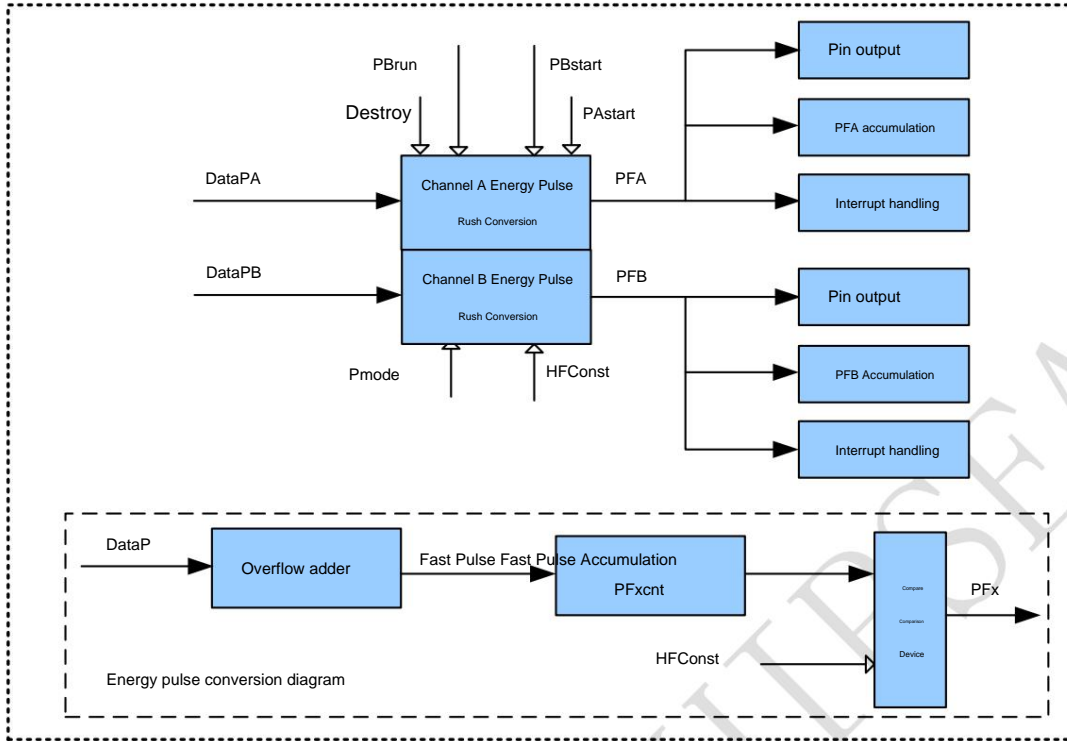 PBrun
PBstart
Pin output
Destroy
PAstart
PFA accumulation
DataPA
Channel A Energy Pulse
PFA
Rush Conversion
Interrupt handling
DataPB
Channel B Energy Pulse
PFB
Rush Conversion
Pin output
Pmode
HFConst
PFB Accumulation
Interrupt handling
DataP
Overflow adder
Fast Pulse Fast Pulse Accumulation
PFxcnt
Compare
Comparison
Device
PFx
HFConst
Energy pulse conversion diagram